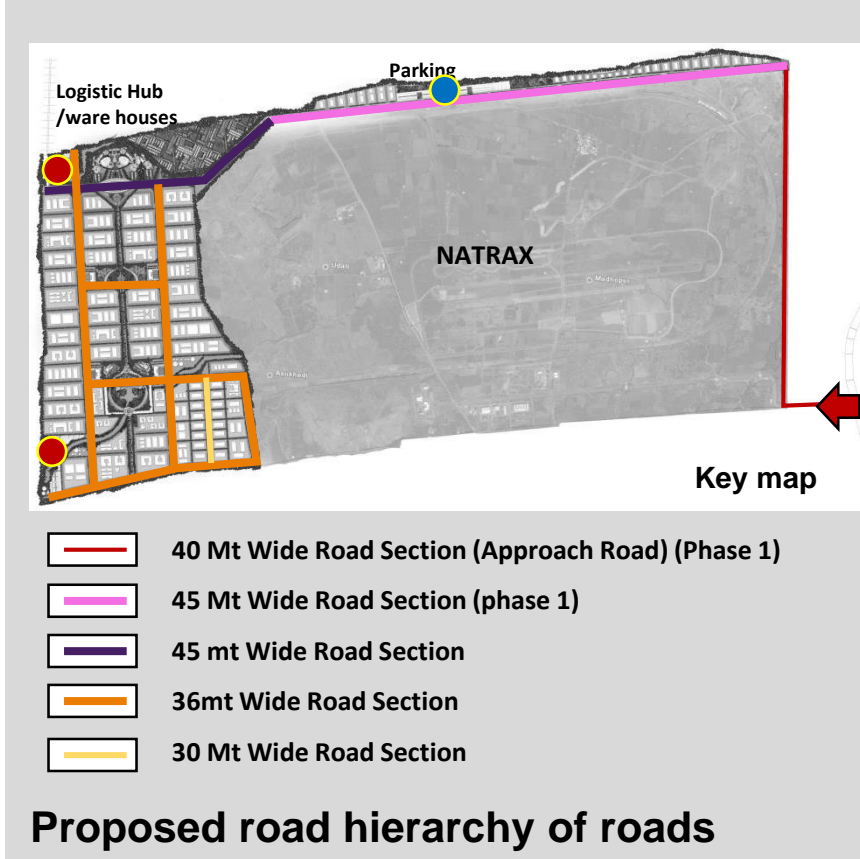 Parking
Logistic Hub
/ware houses
NATRAX
Udali
Madhopur
Key map
40 Mt Wide Road Section (Approach Road) (Phase 1)
45 Mt Wide Road Section (phase 1)
45 mt Wide Road Section
36mt Wide Road Section
30 Mt Wide Road Section
Proposed road hierarchy of roads